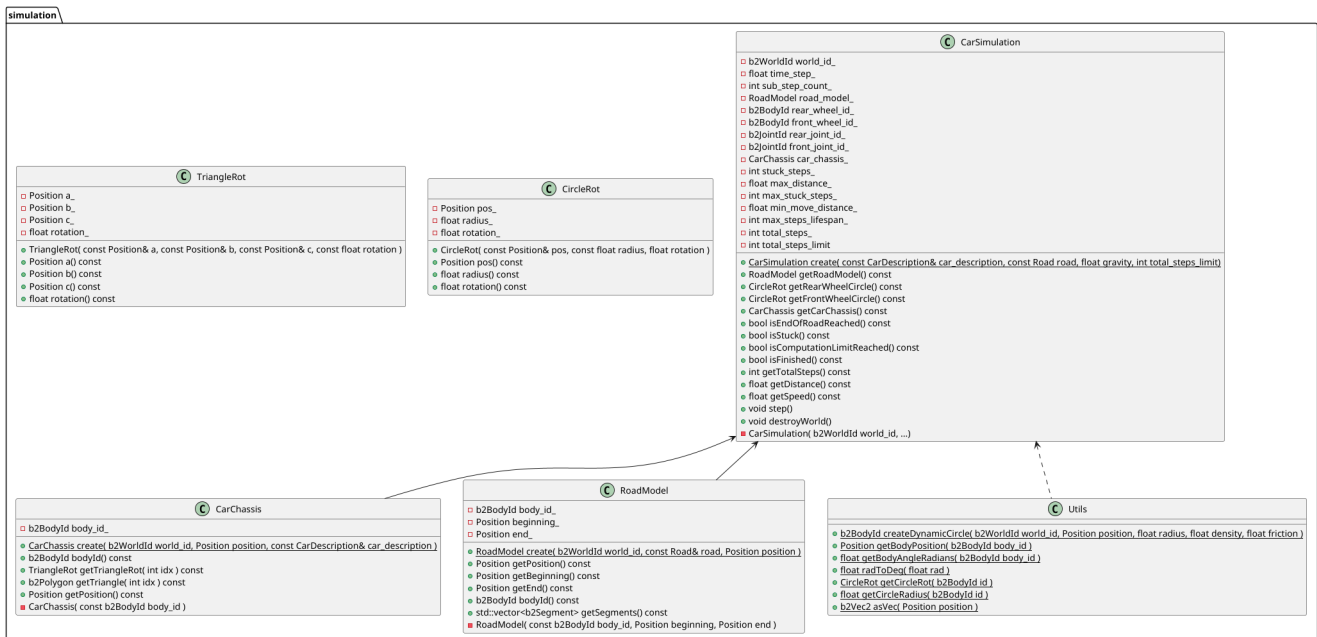 simulation
C CarSimulation
b2WorldId world_id_
float time_step_
int sub_step_count_
RoadModel road_model_
b2BodyId rear_wheel_id_
b2BodyId front_wheel_id_
b2JointId rear_joint_id_
b2JointId front_joint_id_
CarChassis car_chassis_
int stuck_steps_
float max_distance_
int max_stuck_steps_
float min_move_distance_
int max_steps_lifespan_
int total_steps_
int total_steps_limit
CarSimulation create( const CarDescription& car_description, const Road road, float gravity, int total_steps_limit)
RoadModel getRoadModel() const
CircleRot getRearWheelCircle() const
CircleRot getFrontWheelCircle() const
CarChassis getCarChassis() const
bool isEndOfRoadReached() const
bool isStuck() const
bool isComputationLimitReached() const
bool isFinished() const
int getTotalSteps() const
float getDistance() const
float getSpeed() const
void step()
void destroyWorld()
CarSimulation( b2WorldId world_id, ...)
C TriangleRot
Position a_
Position b_
Position c_
float rotation_
TriangleRot( const Position& a, const Position& b, const Position& c, const float rotation )
Position a() const
Position b() const
Position c() const
float rotation() const
C CircleRot
Position pos_
float radius_
float rotation_
CircleRot( const Position& pos, const float radius, float rotation )
Position pos() const
float radius() const
float rotation() const
C CarChassis
b2BodyId body_id_
CarChassis create( b2WorldId world_id, Position position, const CarDescription& car_description )
b2BodyId bodyId() const
TriangleRot getTriangleRot( int idx ) const
b2Polygon getTriangle( int idx ) const
Position getPosition() const
CarChassis( const b2BodyId body_id )
C RoadModel
b2BodyId body_id_
Position beginning_
Position end_
RoadModel create( b2WorldId world_id, const Road& road, Position position )
Position getPosition() const
Position getBeginning() const
Position getEnd() const
b2BodyId bodyId() const
std::vector<b2Segment> getSegments() const
RoadModel( const b2BodyId body_id, Position beginning, Position end )
C Utils
b2BodyId createDynamicCircle( b2WorldId world_id, Position position, float radius, float density, float friction )
Position getBodyPosition( b2BodyId body_id )
float getBodyAngleRadians( b2BodyId body_id )
float radToDeg( float rad )
CircleRot getCircleRot( b2BodyId id )
float getCircleRadius( b2BodyId id )
b2Vec2 asVec( Position position )